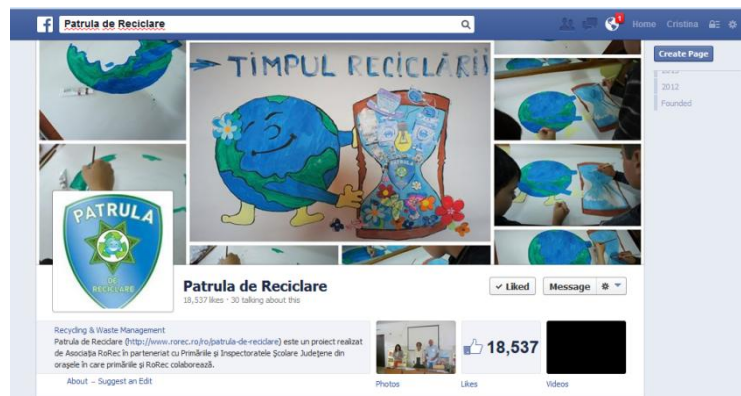 Patrula de Reciclare
1
Home Cristina
TIMPUL RECICLĂRII
Create Page
2012
Founded
PATRULA
DE
RECICLARE
Patrula de Reciclare
18,537 likes · 30 talking about this
✓ Liked
Message
Recycling & Waste Management
Patrula de Reciclare (http://www.rorec.ro/ro/patrula-de-reciclare) este un proiect realizat
de Asociația RoRec în parteneriat cu Primăriile și Inspectoratele Școlare Județene din
orașele în care primăriile și RoRec colaborează.
About – Suggest an Edit
18,537
Photos
Likes
Videos